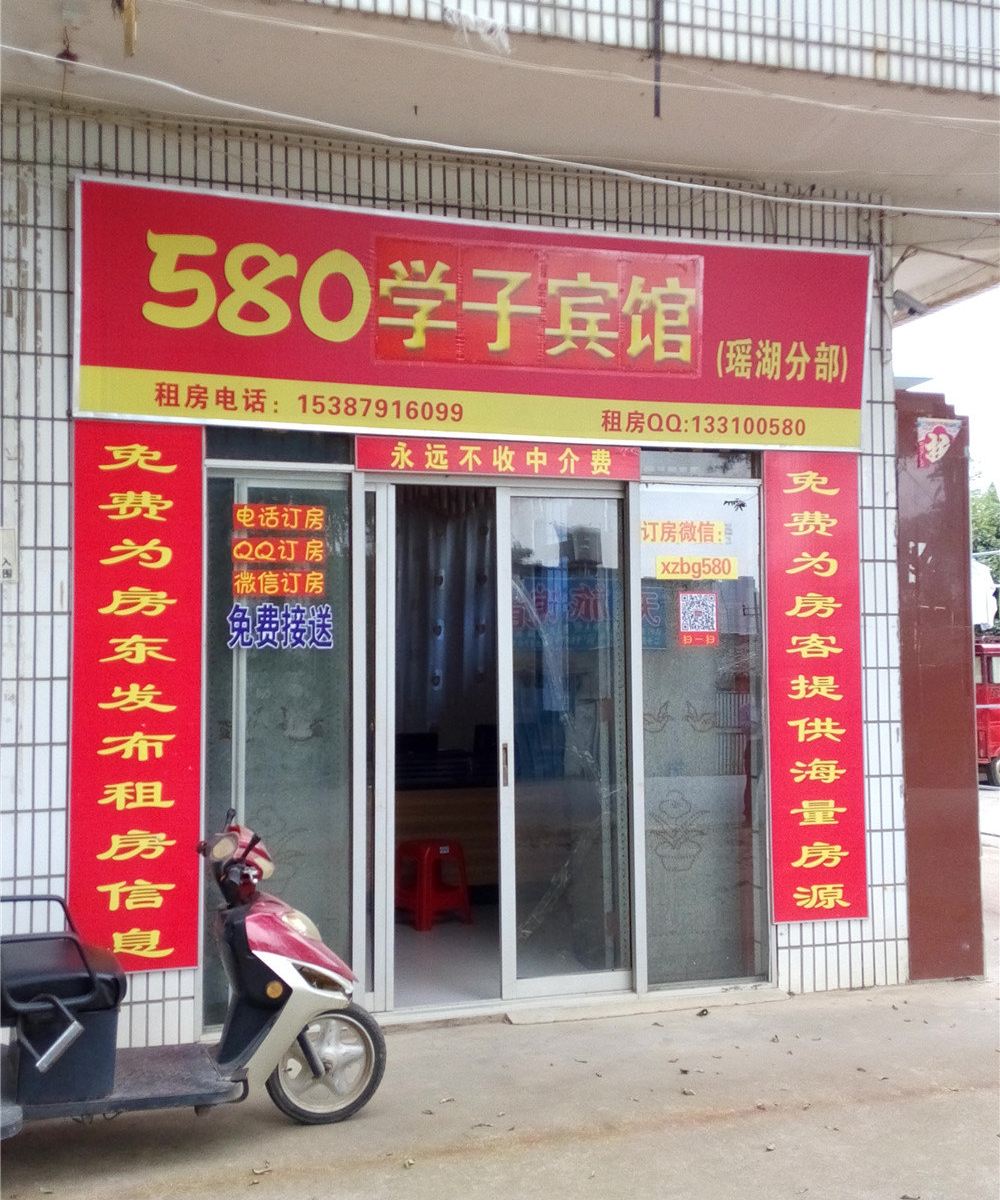 580学子宾馆
(瑶湖分部)
租房电话：15387916099
租房QQ:133100580
永远不收中介费
免费为房东发布租房信息
电话订房
QQ订房
微信订房
免费接送
订房微信：
xzbg580
扫一扫
免费为房客提供海量房源